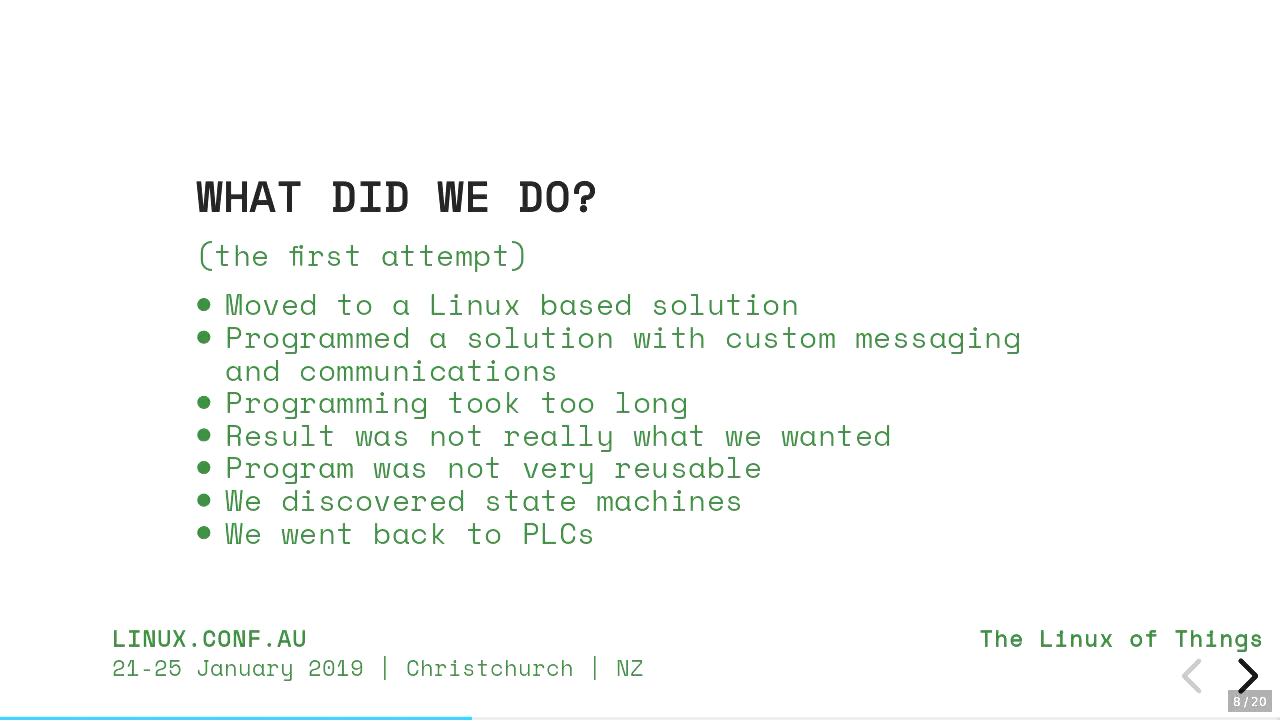 WHAT DID WE DO?
(the first attempt)
● Moved to a Linux based solution
● Programmed a solution with custom messaging
and communications
● Programming took too long
● Result was not really what we wanted
● Program was not very reusable
● We discovered state machines
● We went back to PLCs
LINUX.CONF.AU
21-25 January 2019 | Christchurch | NZ
The Linux of Things
8 / 20